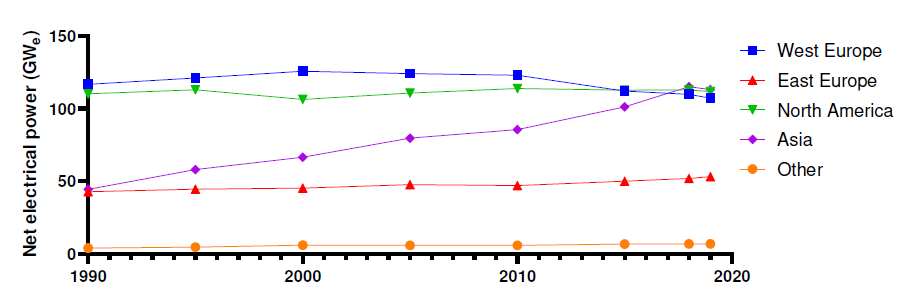 Net electrical power (GWe)
150
100
50
0
1990
2000
2010
2020
West Europe
East Europe
North America
Asia
Other